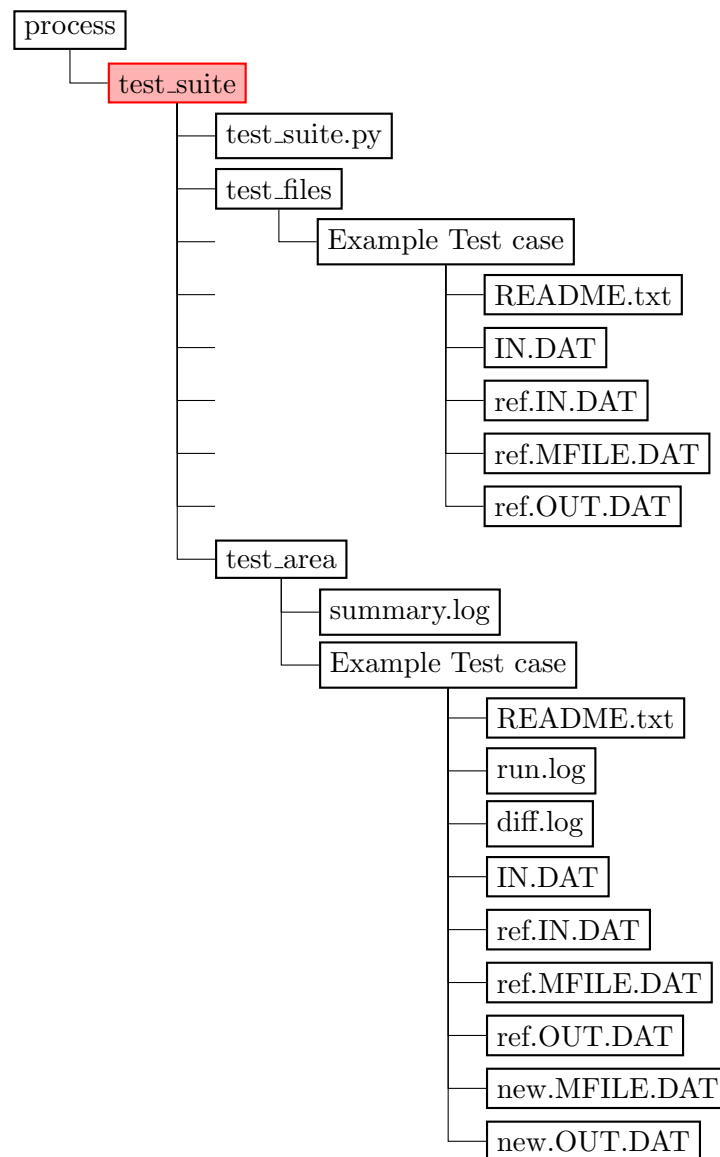 process
test_suite
test_suite.py
test_files
Example Test case
README.txt
IN.DAT
ref.IN.DAT
ref.MFILE.DAT
ref.OUT.DAT
test_area
summary.log
Example Test case
README.txt
run.log
diff.log
IN.DAT
ref.IN.DAT
ref.MFILE.DAT
ref.OUT.DAT
new.MFILE.DAT
new.OUT.DAT